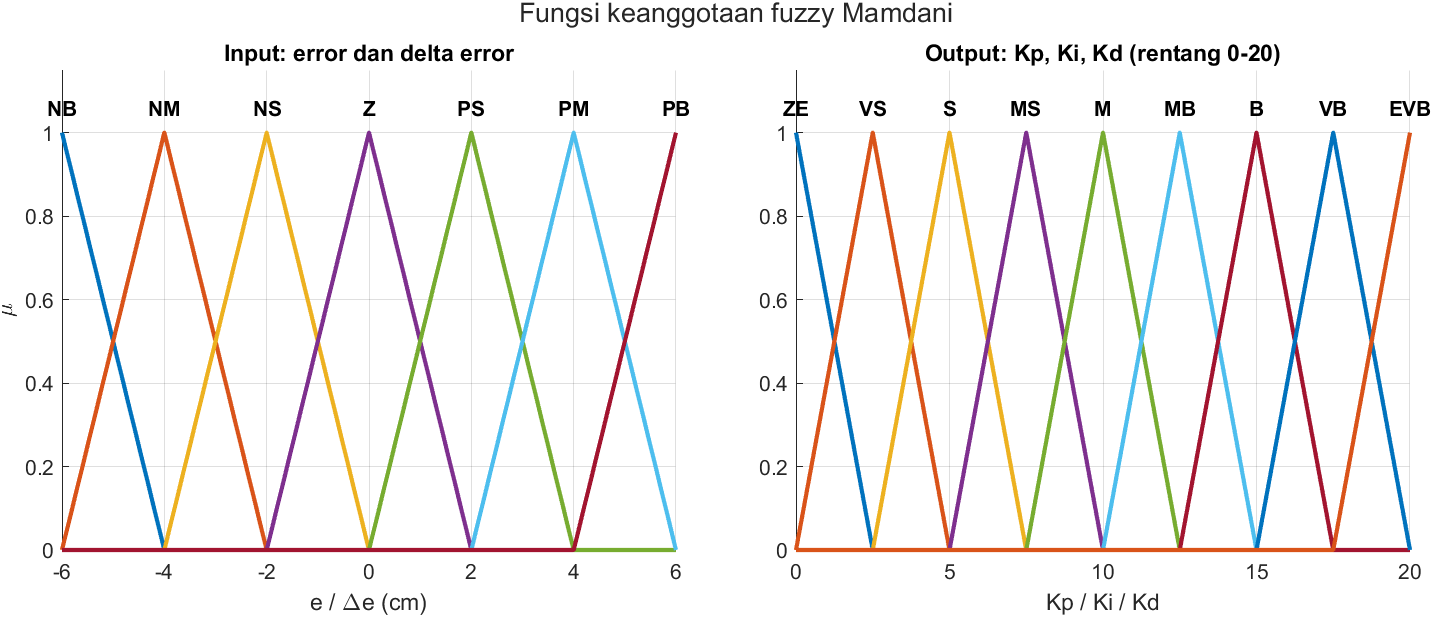 Fungsi keanggotaan fuzzy Mamdani
Input: error dan delta error
NB NM NS Z PS PM PB
1
0.8
0.6
0.4
0.2
0
μ
-6 -4 -2 0 2 4 6
e / Δe (cm)
Output: Kp, Ki, Kd (rentang 0-20)
ZE VS S MS M MB B VB EVB
1
0.8
0.6
0.4
0.2
0
0 5 10 15 20
Kp / Ki / Kd